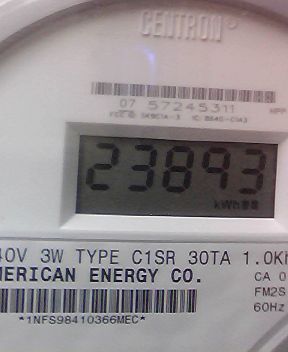 CENTRON
07 57245311
23893
kWh
40V 3W TYPE C1SR 30TA 1.0Kh
MERICAN ENERGY CO.
CA 0
FM2S
60Hz
*1NFS98410366MEC*